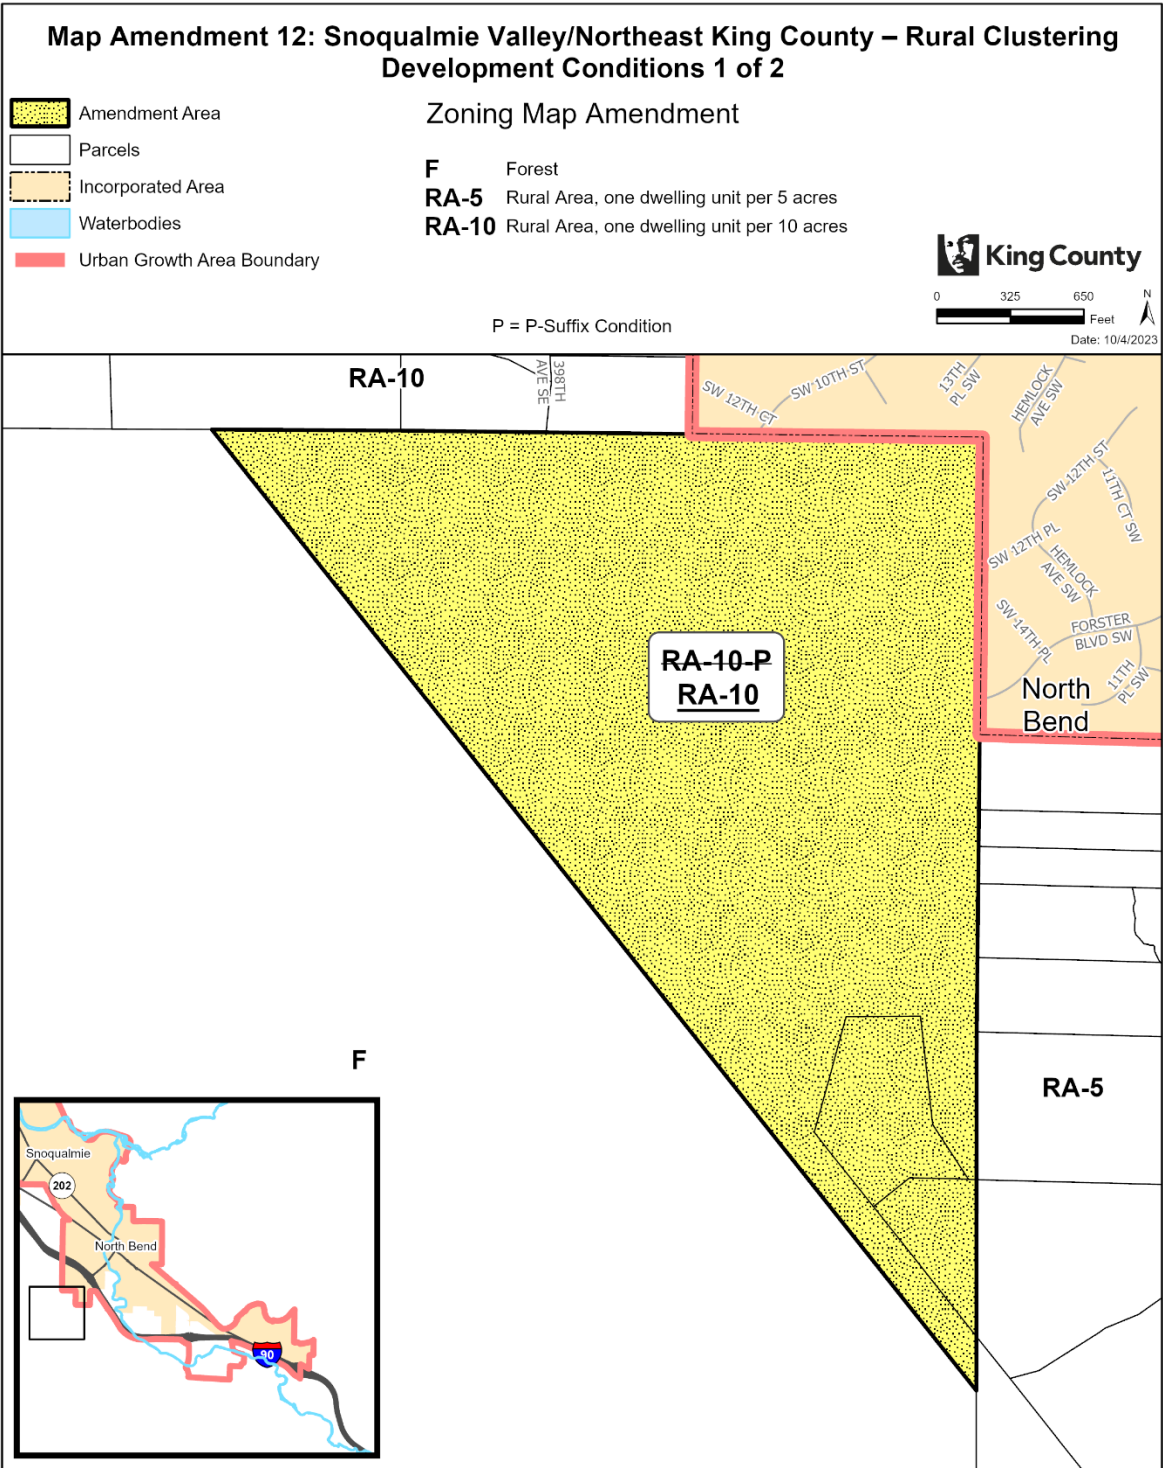 Map Amendment 12: Snoqualmie Valley/Northeast King County – Rural Clustering
Development Conditions 1 of 2
Amendment Area
Parcels
Incorporated Area
Waterbodies
Urban Growth Area Boundary
Zoning Map Amendment
F Forest
RA-5 Rural Area, one dwelling unit per 5 acres
RA-10 Rural Area, one dwelling unit per 10 acres
P = P-Suffix Condition
King County
0 325 650
Feet
N
Date: 10/4/2023
RA-10
398TH
AVE SE
SW 12TH CT
SW 10TH ST
13TH
PL SW
HEMLOCK
AVE SW
SW 12TH ST
11TH CT SW
SW 12TH PL
HEMLOCK
AVE SW
SW 14TH PL
FORSTER
BLVD SW
11TH
PL SW
North
Bend
RA-10-P
RA-10
F
RA-5
Snoqualmie
202
North Bend
90